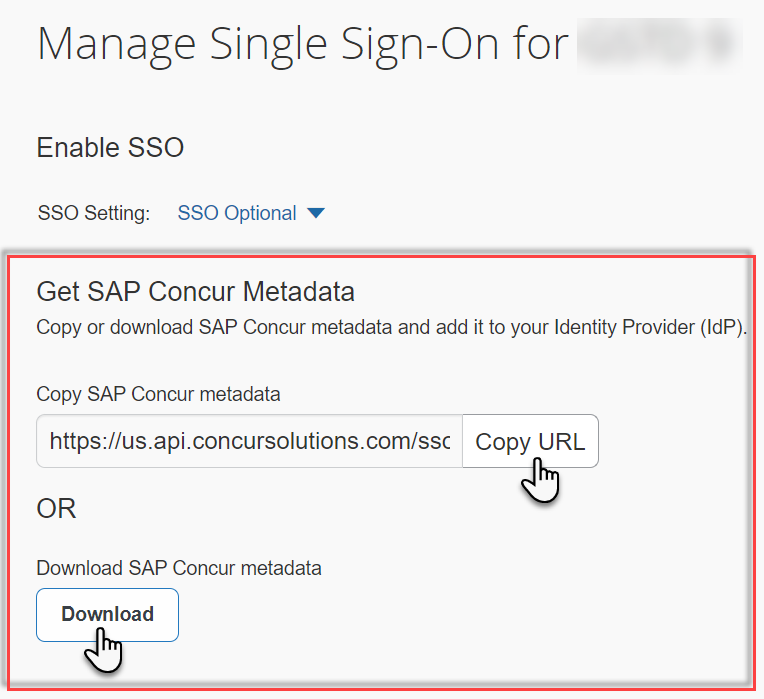 Manage Single Sign-On for
Enable SSO
SSO Setting: SSO Optional
Get SAP Concur Metadata
Copy or download SAP Concur metadata and add it to your Identity Provider (IdP).
Copy SAP Concur metadata
https://us.api.concursolutions.com/sso Copy URL
OR
Download SAP Concur metadata
Download